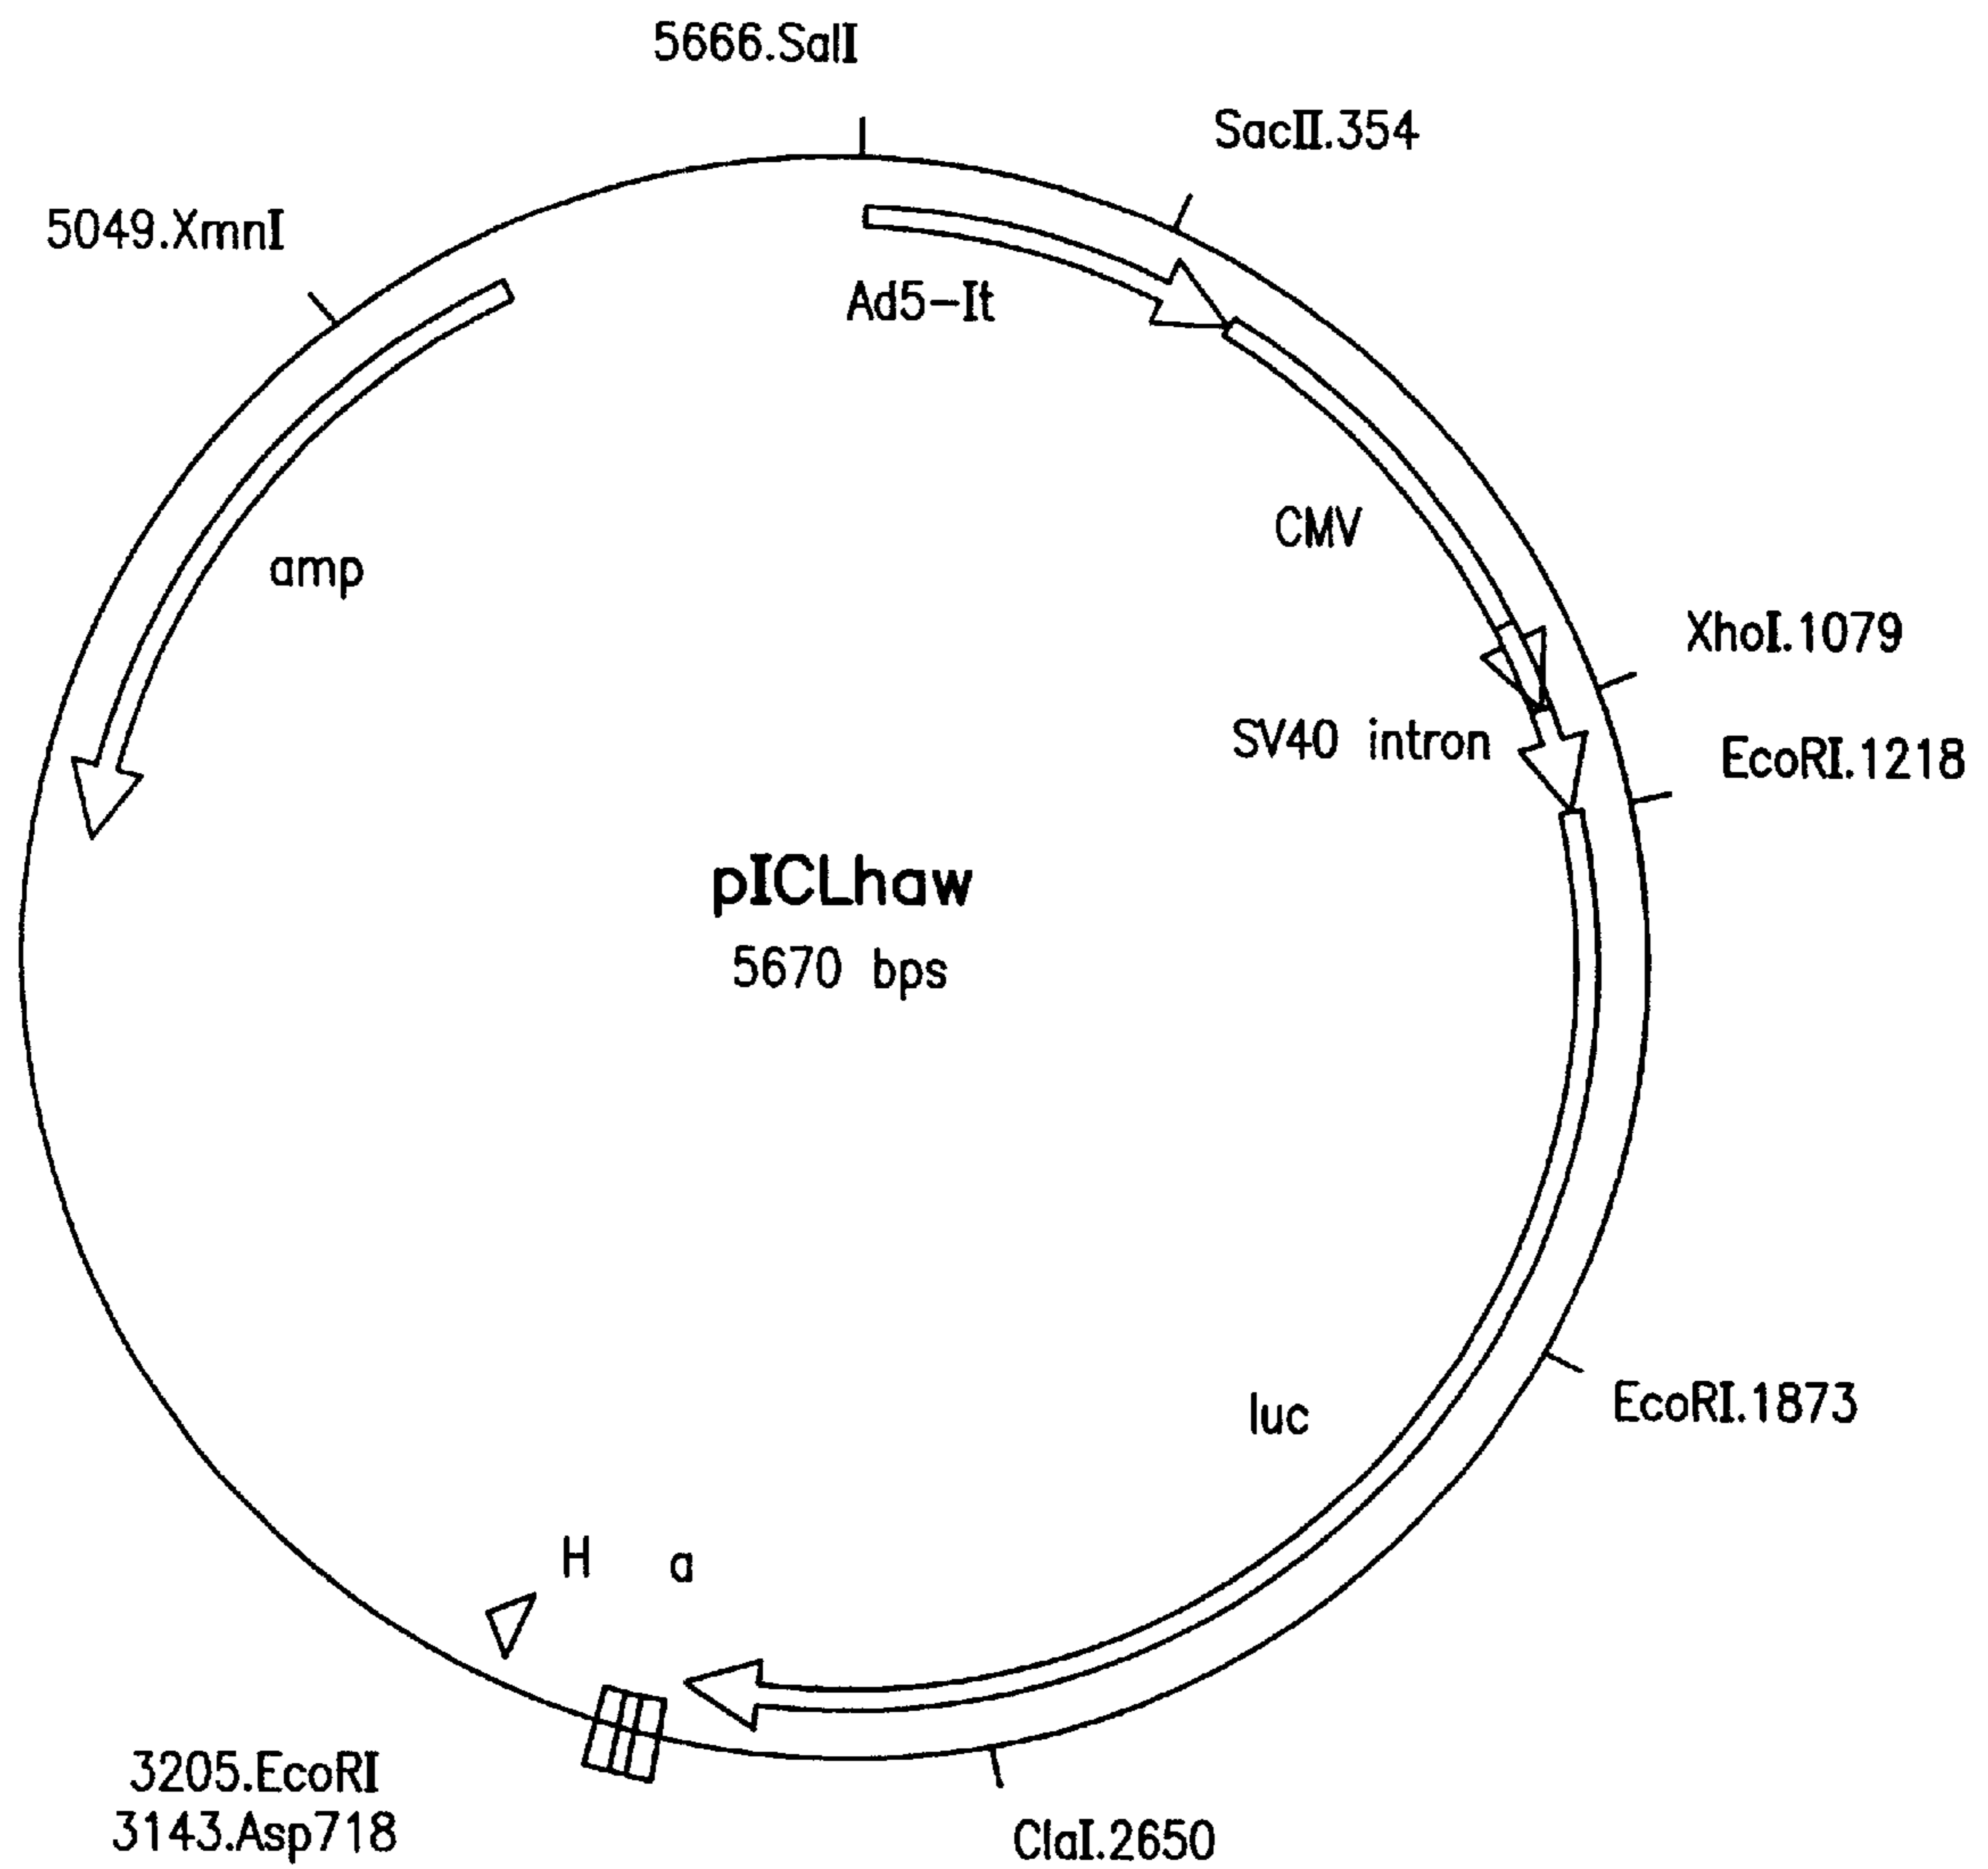 5666.SalI
SacII.354
5049.XmnI
Ad5-It
CMV
amp
XhoI.1079
SV40 intron
EcoRI.1218
pICLhaw
5670 bps
EcoRI.1873
luc
H a
3205.EcoRI
3143.Asp718
ClaI.2650